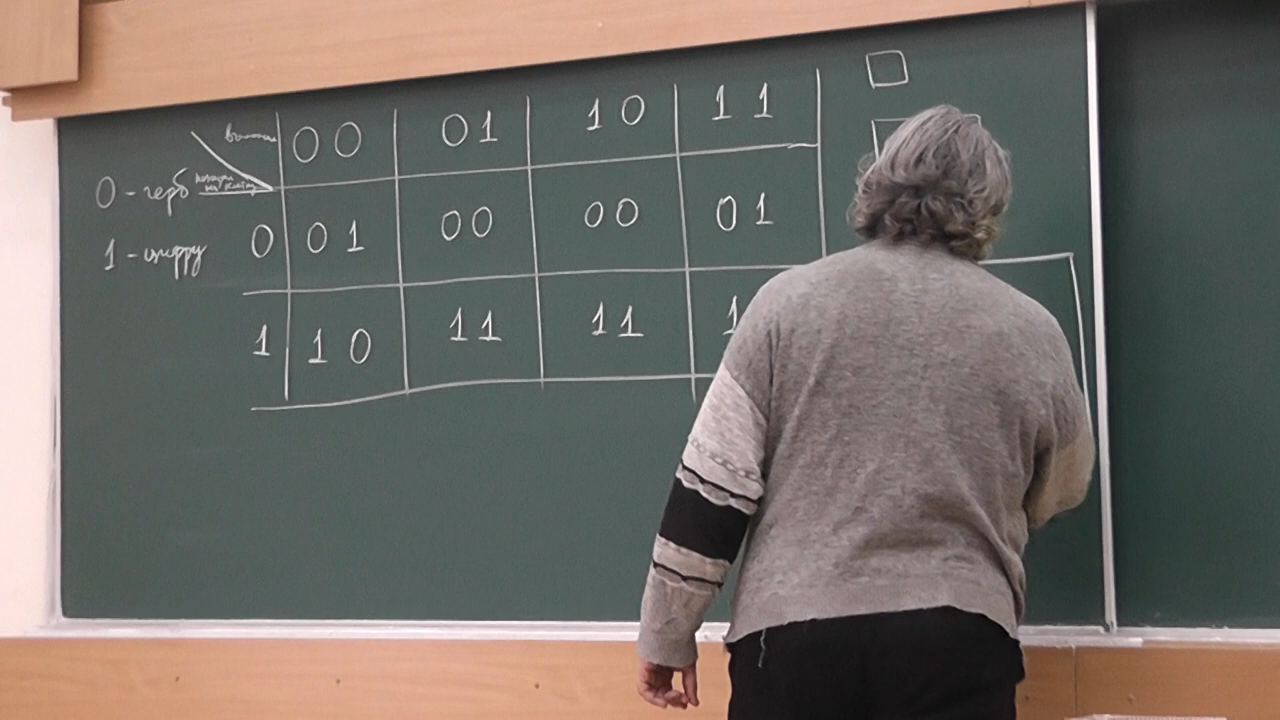 00 01 10 11
0 - герб
1 - цифру
0 01 00 00 01
1 10 11 11 1